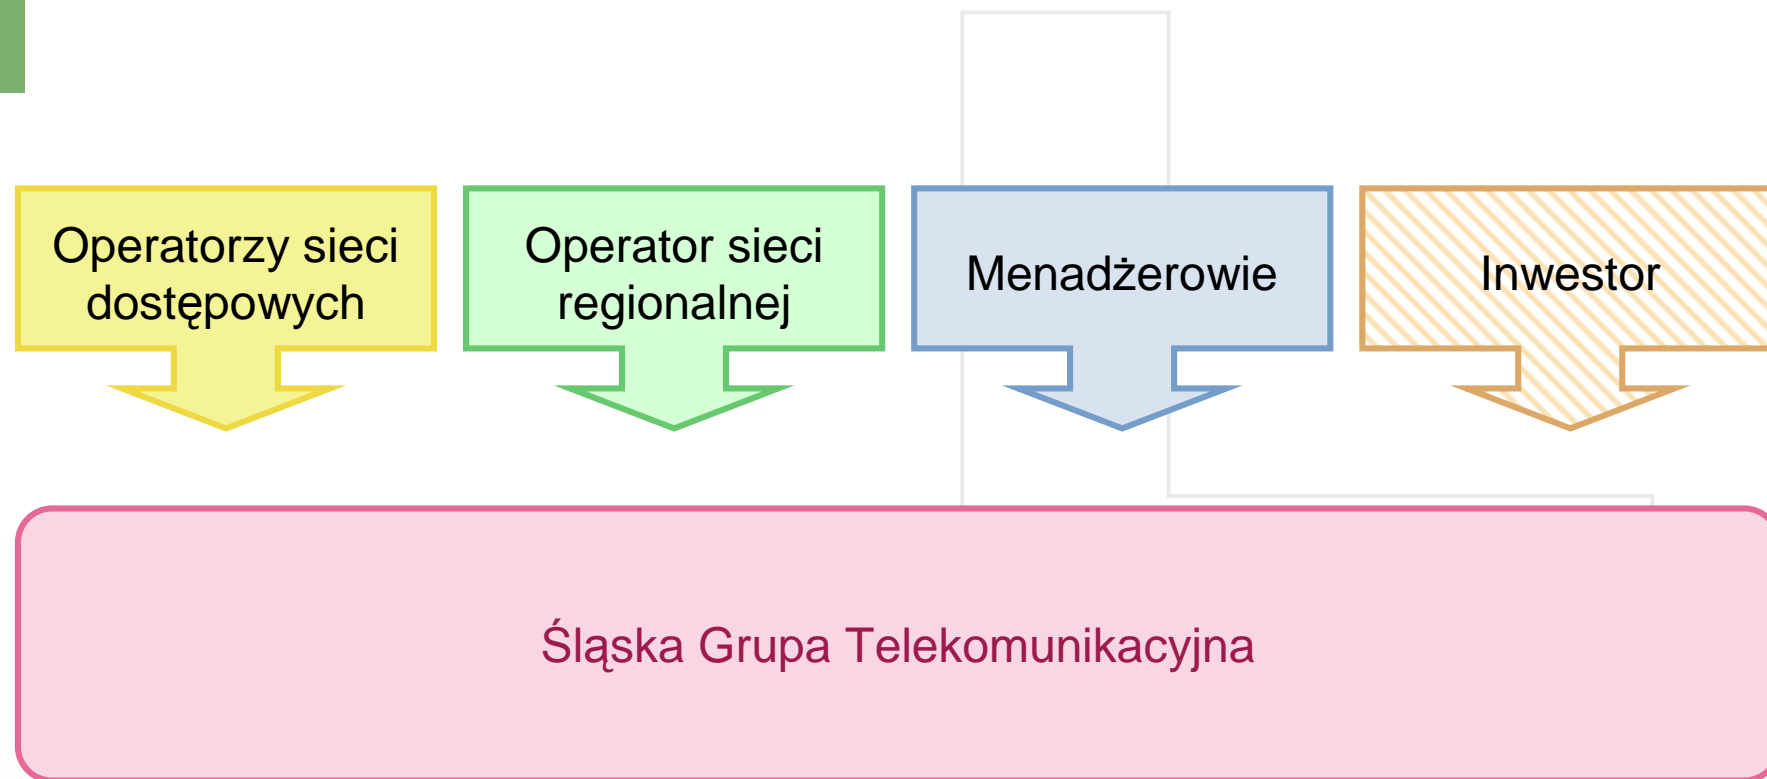 Operatorzy sieci
dostępowych
Operator sieci
regionalnej
Menadżerowie
Inwestor
Śląska Grupa Telekomunikacyjna